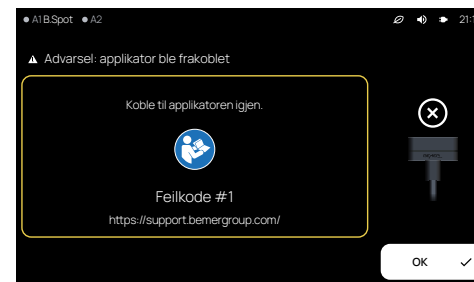 A1 B.Spot A2
Advarsel: applikator ble frakoblet
Koble til applikatoren igjen.
Feilkode #1
https://support.bemergroup.com/
OK